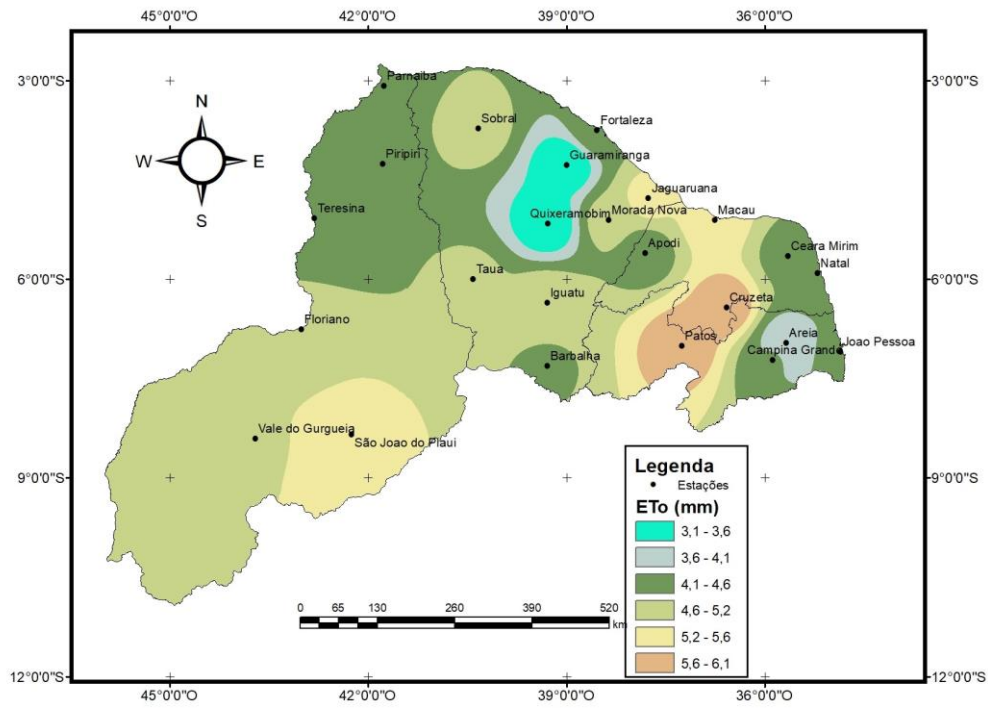 45°0'0"O 42°0'0"O 39°0'0"O 36°0'0"O
3°0'0"S
3°0'0"S
Parnaiba
Sobral
Fortaleza
N
W E
S
Piripiri
Guaramiranga
Jaguaruana
Teresina
Quixeramobim
Morada Nova
Macau
Apodi
Ceara Mirim
Natal
6°0'0"S
6°0'0"S
Taua
Iguatu
Cruzeta
Floriano
Patos
Areia
Joao Pessoa
Barbalha
Campina Grande
Vale do Gurgueia
São Joao do Piaui
9°0'0"S
9°0'0"S
Legenda
Estações
ETo (mm)
3,1 - 3,6
3,6 - 4,1
4,1 - 4,6
4,6 - 5,2
5,2 - 5,6
5,6 - 6,1
0 65 130 260 390 520
km
12°0'0"S
12°0'0"S
45°0'0"O 42°0'0"O 39°0'0"O 36°0'0"O